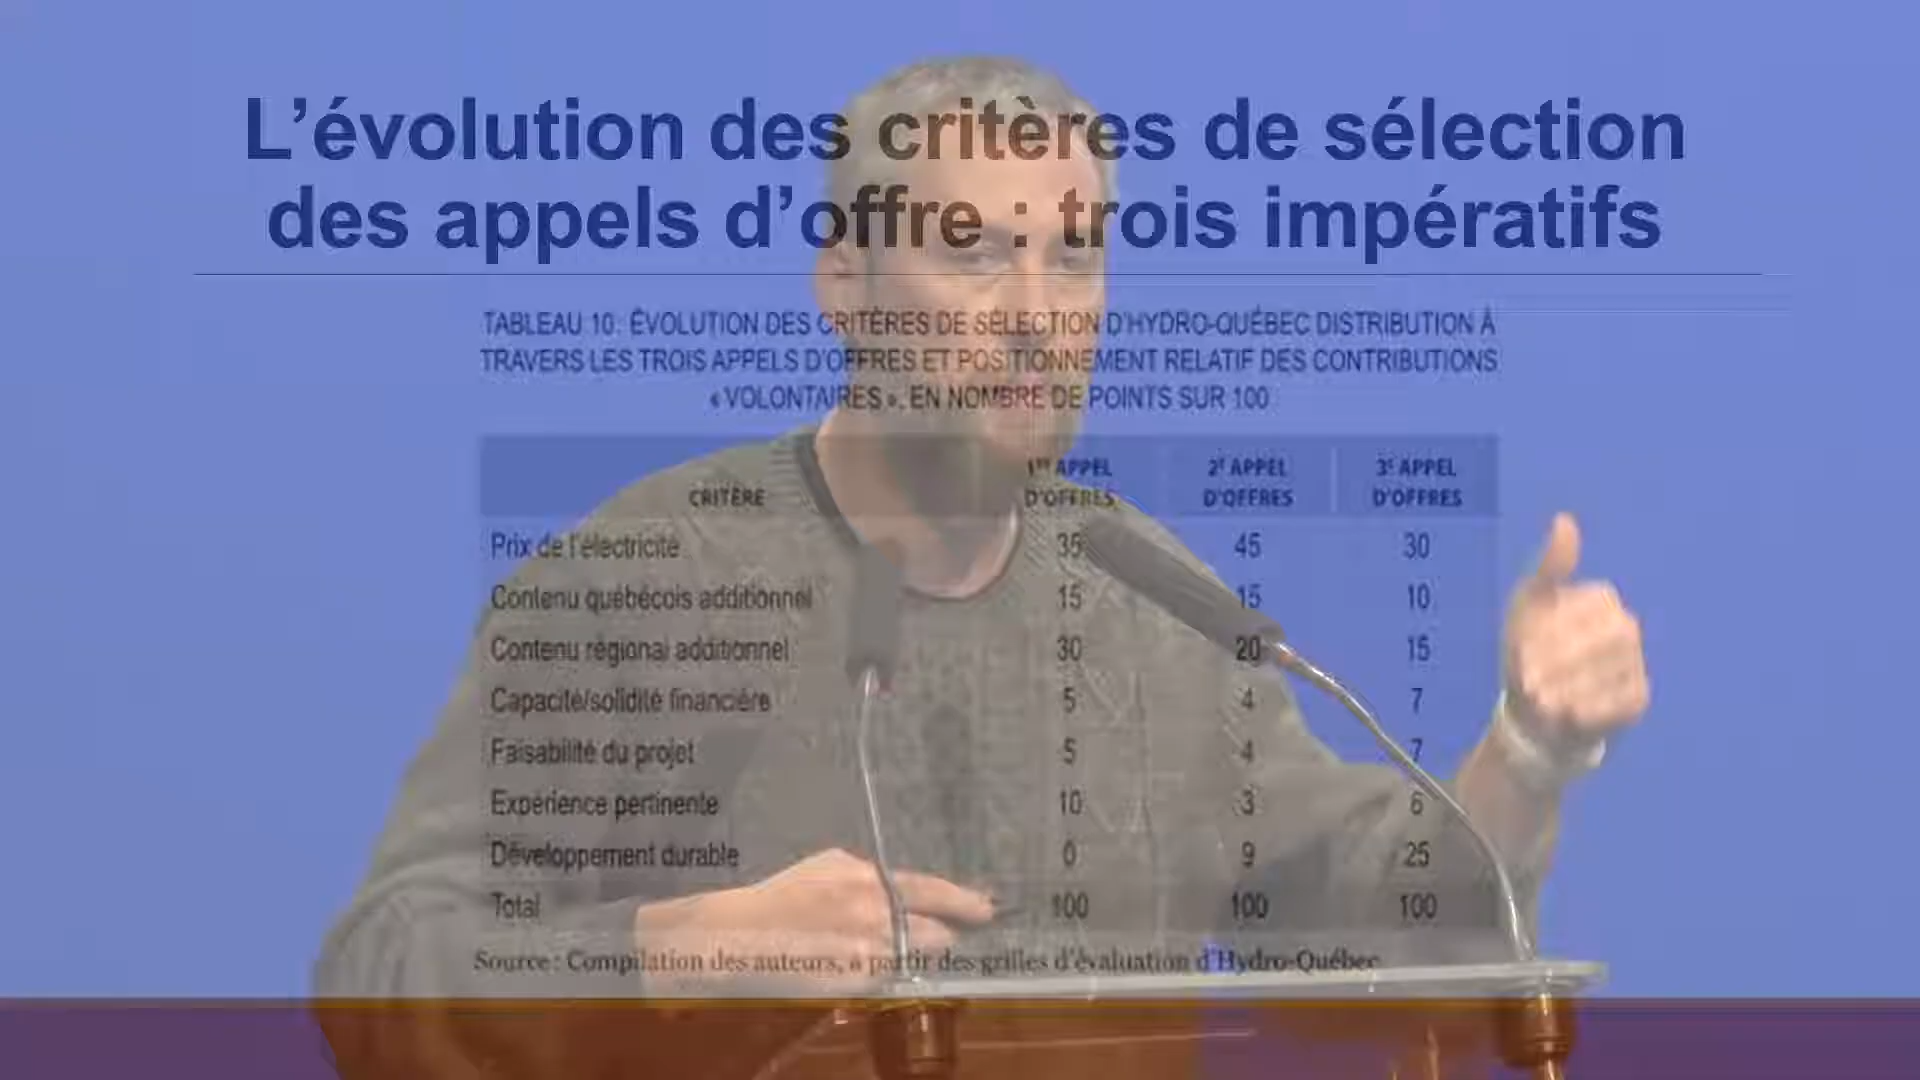 L'évolution des critères de sélection
des appels d'offre : trois impératifs
TABLEAU 10: ÉVOLUTION DES CRITÈRES DE SÉLECTION D'HYDRO-QUÉBEC DISTRIBUTION À
TRAVERS LES TROIS APPELS D'OFFRES ET POSITIONNEMENT RELATIF DES CONTRIBUTIONS
« VOLONTAIRES », EN NOMBRE DE POINTS SUR 100
CRITÈRE 1er APPEL D'OFFRES 2e APPEL D'OFFRES 3e APPEL D'OFFRES
Prix de l'électricité 35 45 30
Contenu québécois additionnel 15 15 10
Contenu régional additionnel 30 20 15
Capacité/solidité financière 5 4 7
Faisabilité du projet 5 4 7
Expérience pertinente 10 3 6
Développement durable 0 9 25
Total 100 100 100
Source : Compilation des auteurs, à partir des grilles d'évaluation d'Hydro-Québec